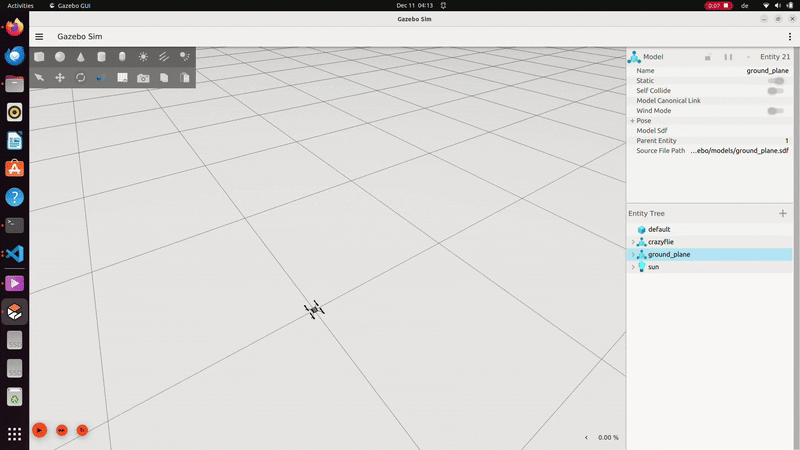 Activities
Gazebo GUI
Dec 11 04:13
0:07
de
Gazebo Sim
Gazebo Sim
Model
Entity 21
Name ground_plane
Static
Self Collide
Model Canonical Link
Wind Mode
Pose
Model Sdf
Parent Entity 1
Source File Path ...ebo/models/ground_plane.sdf
Entity Tree
default
crazyflie
ground_plane
sun
0.00 %